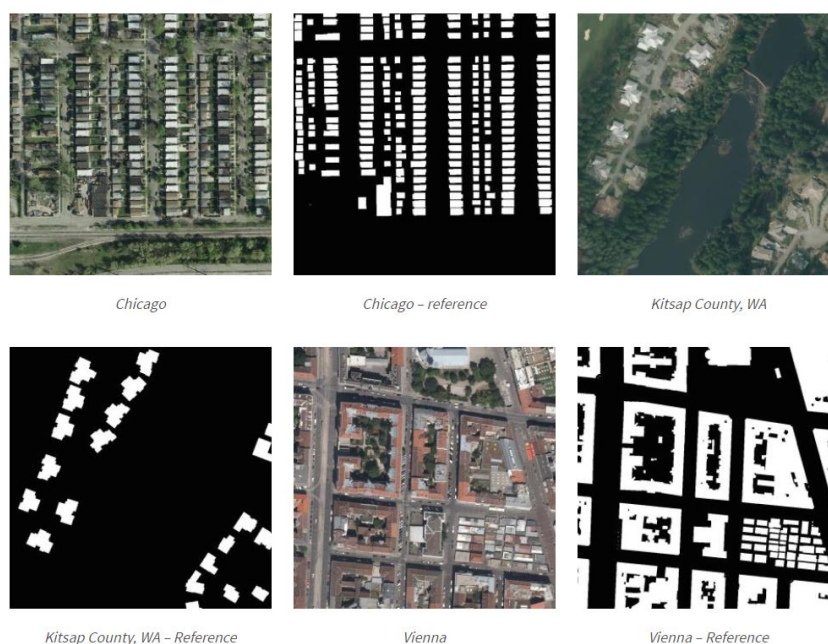 Chicago
Chicago – reference
Kitsap County, WA
Kitsap County, WA – Reference
Vienna
Vienna – Reference